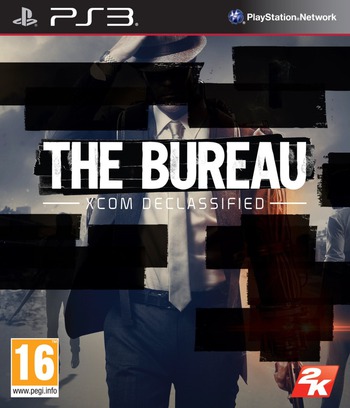 PS3
PlayStation®Network
THE BUREAU
XCOM DECLASSIFIED
16
www.pegi.info
2K